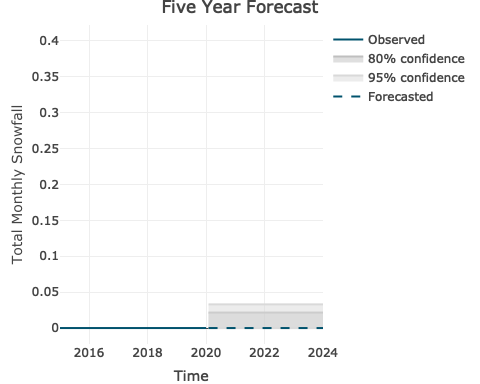 Five Year Forecast
Total Monthly Snowfall
0.4
0.35
0.3
0.25
0.2
0.15
0.1
0.05
0
2016 2018 2020 2022 2024
Time
Observed
80% confidence
95% confidence
Forecasted